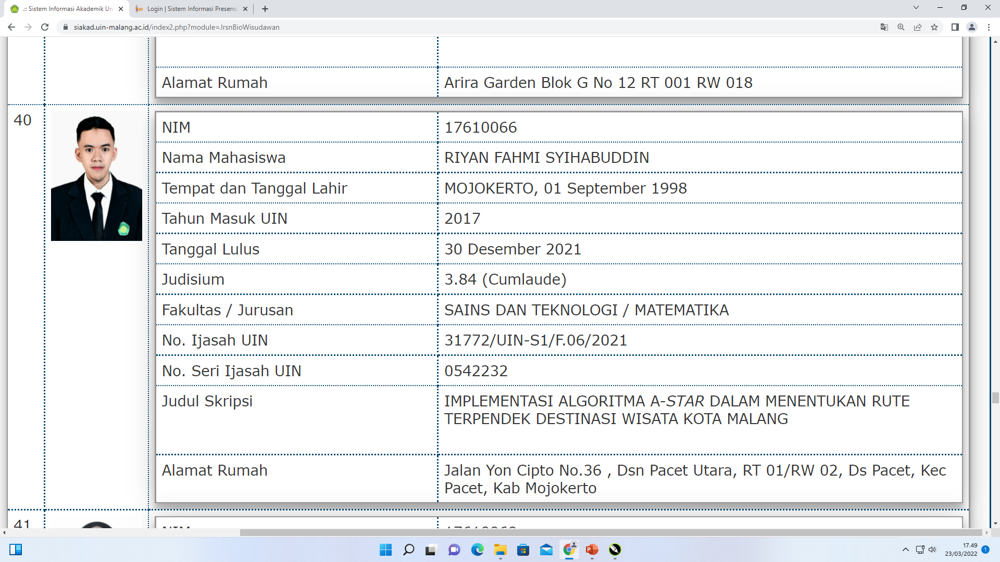 .:: Sistem Informasi Akademik Un
Login | Sistem Informasi Presensi
siakad.uin-malang.ac.id/index2.php?module=JrsnBioWisudawan
Alamat Rumah Arira Garden Blok G No 12 RT 001 RW 018
40
NIM 17610066
Nama Mahasiswa RIYAN FAHMI SYIHABUDDIN
Tempat dan Tanggal Lahir MOJOKERTO, 01 September 1998
Tahun Masuk UIN 2017
Tanggal Lulus 30 Desember 2021
Judisium 3.84 (Cumlaude)
Fakultas / Jurusan SAINS DAN TEKNOLOGI / MATEMATIKA
No. Ijasah UIN 31772/UIN-S1/F.06/2021
No. Seri Ijasah UIN 0542232
Judul Skripsi IMPLEMENTASI ALGORITMA A-STAR DALAM MENENTUKAN RUTE
TERPENDEK DESTINASI WISATA KOTA MALANG
Alamat Rumah Jalan Yon Cipto No.36 , Dsn Pacet Utara, RT 01/RW 02, Ds Pacet, Kec
Pacet, Kab Mojokerto
41
NIM
17.49
23/03/2022
1